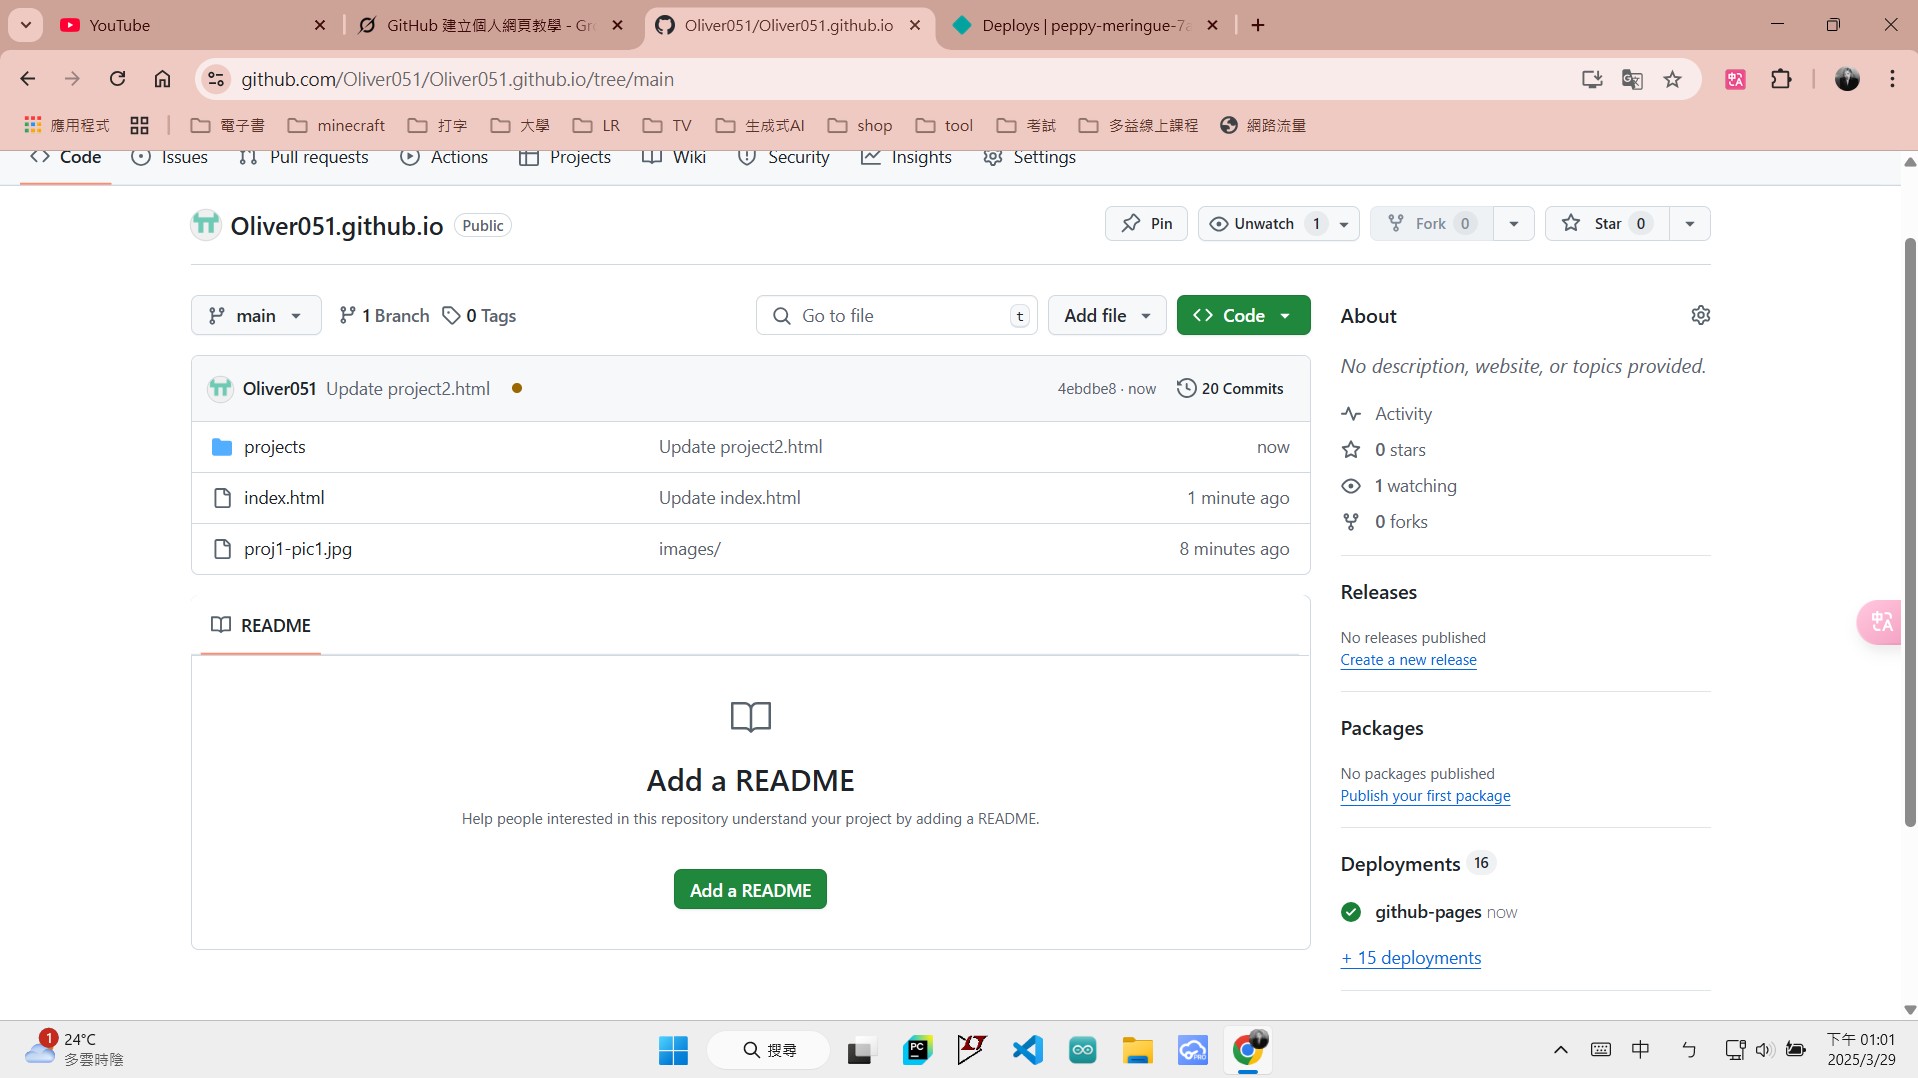 YouTube
GitHub 建立個人網頁教學 - Gro
Oliver051/Oliver051.github.io
Deploys | peppy-meringue-7a
github.com/Oliver051/Oliver051.github.io/tree/main
應用程式
電子書
minecraft
打字
大學
LR
TV
生成式AI
shop
tool
考試
多益線上課程
網路流量
Code
Issues
Pull requests
Actions
Projects
Wiki
Security
Insights
Settings
Oliver051.github.io Public
Pin
Unwatch 1
Fork 0
Star 0
main
1 Branch
0 Tags
Go to file t
Add file
Code
Oliver051 Update project2.html
4ebdbe8 · now
20 Commits
projects Update project2.html now
index.html Update index.html 1 minute ago
proj1-pic1.jpg images/ 8 minutes ago
README
Add a README
Help people interested in this repository understand your project by adding a README.
Add a README
About
No description, website, or topics provided.
Activity
0 stars
1 watching
0 forks
Releases
No releases published
Create a new release
Packages
No packages published
Publish your first package
Deployments 16
github-pages now
+ 15 deployments
1
24°C
多雲時陰
搜尋
PC
PRO
中
ㄅ
下午 01:01
2025/3/29